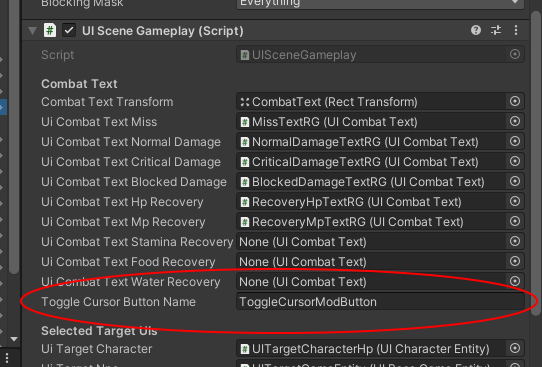 Blocking Mask Everything
UI Scene Gameplay (Script)
Script UISceneGameplay
Combat Text
Combat Text Transform CombatText (Rect Transform)
Ui Combat Text Miss MissTextRG (UI Combat Text)
Ui Combat Text Normal Damage NormalDamageTextRG (UI Combat Text)
Ui Combat Text Critical Damage CriticalDamageTextRG (UI Combat Text)
Ui Combat Text Blocked Damage BlockedDamageTextRG (UI Combat Text)
Ui Combat Text Hp Recovery RecoveryHpTextRG (UI Combat Text)
Ui Combat Text Mp Recovery RecoveryMpTextRG (UI Combat Text)
Ui Combat Text Stamina Recovery None (UI Combat Text)
Ui Combat Text Food Recovery None (UI Combat Text)
Ui Combat Text Water Recovery None (UI Combat Text)
Toggle Cursor Button Name ToggleCursorModButton
Selected Target Uis
Ui Target Character UITargetCharacterHp (UI Character Entity)
Ui Target Npc UITargetGameEntity (UI Base Game Entity)